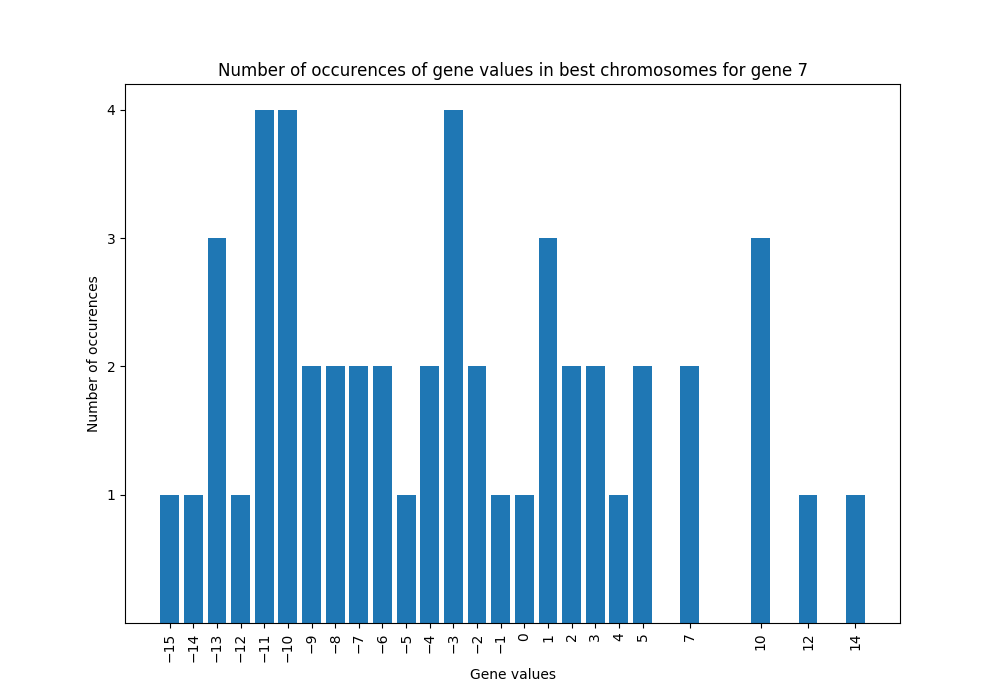 Number of occurences of gene values in best chromosomes for gene 7
4
3
2
1
Number of occurences
−15 −14 −13 −12 −11 −10 −9 −8 −7 −6 −5 −4 −3 −2 −1 0 1 2 3 4 5 7 10 12 14
Gene values